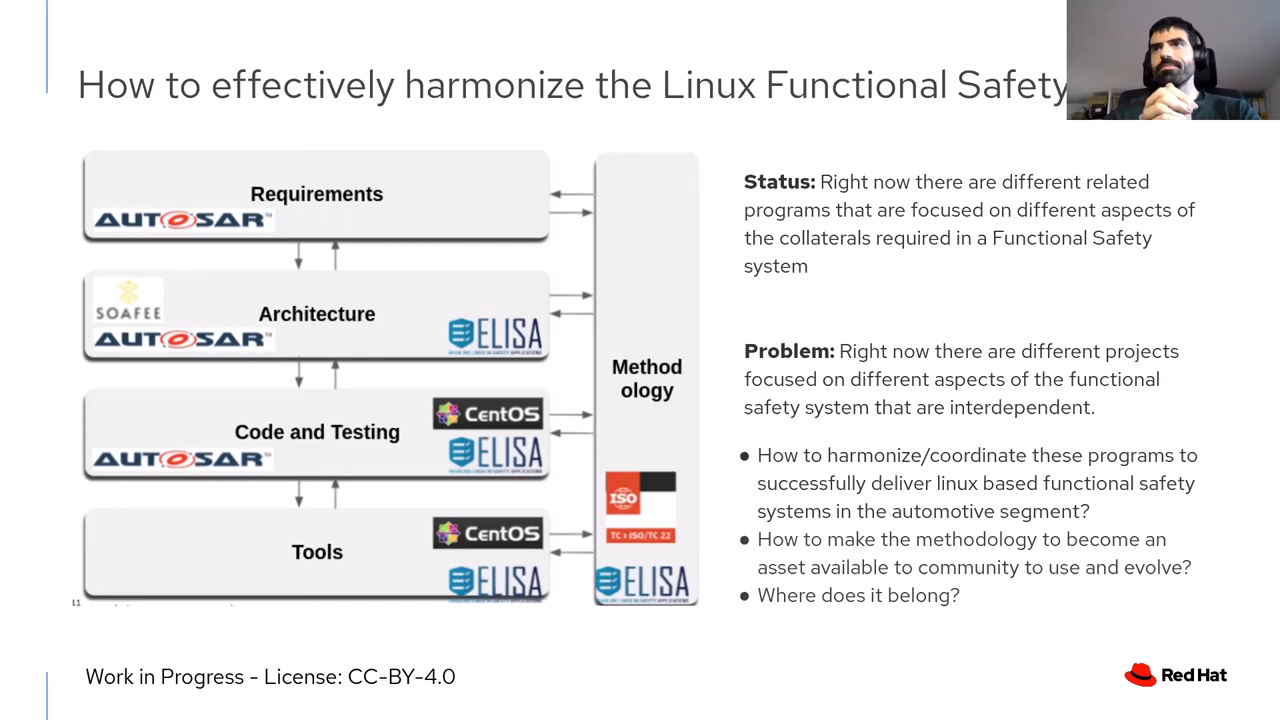 How to effectively harmonize the Linux Functional Safety
Requirements
AUTOSAR
SOAFEE
Architecture
AUTOSAR
ELISA
Code and Testing
AUTOSAR
CentOS
ELISA
Tools
CentOS
ELISA
Method
ology
ISO
TC > ISO/TC 22
ELISA
11
Status: Right now there are different related
programs that are focused on different aspects of
the collaterals required in a Functional Safety
system
Problem: Right now there are different projects
focused on different aspects of the functional
safety system that are interdependent.
● How to harmonize/coordinate these programs to
successfully deliver linux based functional safety
systems in the automotive segment?
● How to make the methodology to become an
asset available to community to use and evolve?
● Where does it belong?
Work in Progress - License: CC-BY-4.0
Red Hat